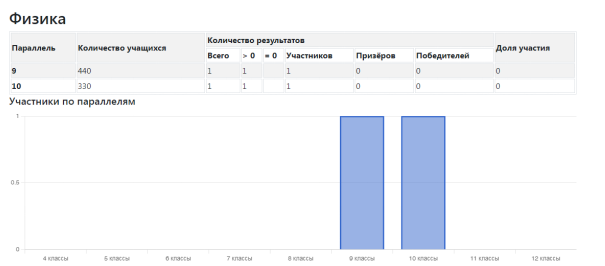 Физика
Параллель Количество учащихся Количество результатов Доля участия
Всего > 0 = 0 Участников Призёров Победителей
9 440 1 1 1 0 0 0
10 330 1 1 1 0 0 0
Участники по параллелям
1
0.5
0
4 классы 5 классы 6 классы 7 классы 8 классы 9 классы 10 классы 11 классы 12 классы